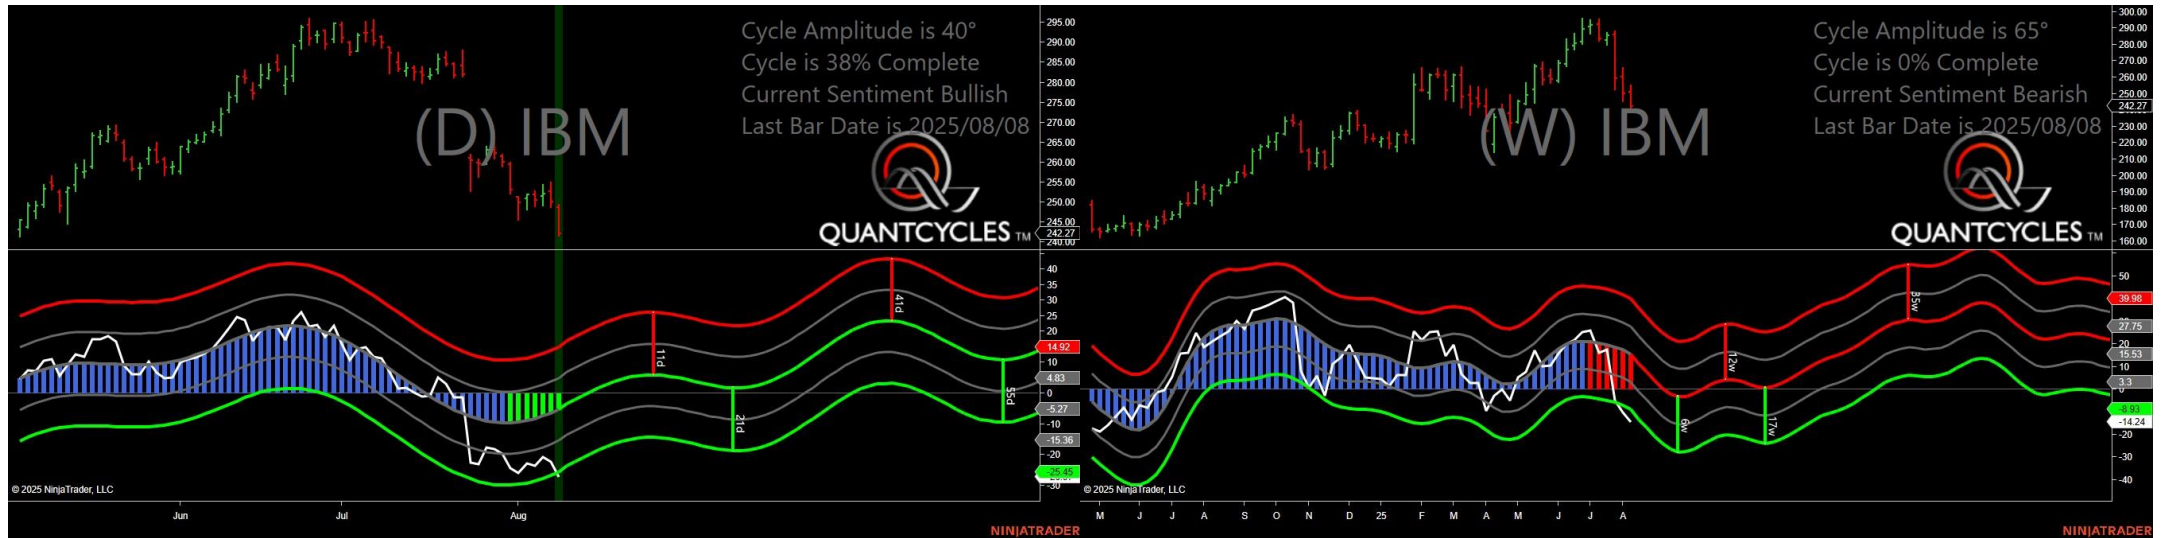 Cycle Amplitude is 40°
Cycle is 38% Complete
Current Sentiment Bullish
Last Bar Date is 2025/08/08
(D) IBM
QUANTCYCLES TM
295.00
290.00
285.00
280.00
275.00
270.00
265.00
260.00
255.00
250.00
245.00
242.27
240.00
40
35
30
25
20
14.92
10
4.83
0
-5.27
-10
-15.36
-20
-25.45
-30
11d
21d
41d
55d
© 2025 NinjaTrader, LLC
Jun
Jul
Aug
NINJATRADER
Cycle Amplitude is 65°
Cycle is 0% Complete
Current Sentiment Bearish
Last Bar Date is 2025/08/08
(W) IBM
QUANTCYCLES TM
300.00
290.00
280.00
270.00
260.00
250.00
242.27
230.00
220.00
210.00
200.00
190.00
180.00
170.00
160.00
50
39.98
27.75
20
15.53
10
3.3
0
-8.93
-14.24
-20
-30
-40
6w
12w
17w
35w
© 2025 NinjaTrader, LLC
M J J A S O N D 25 F M A M J J A
NINJATRADER